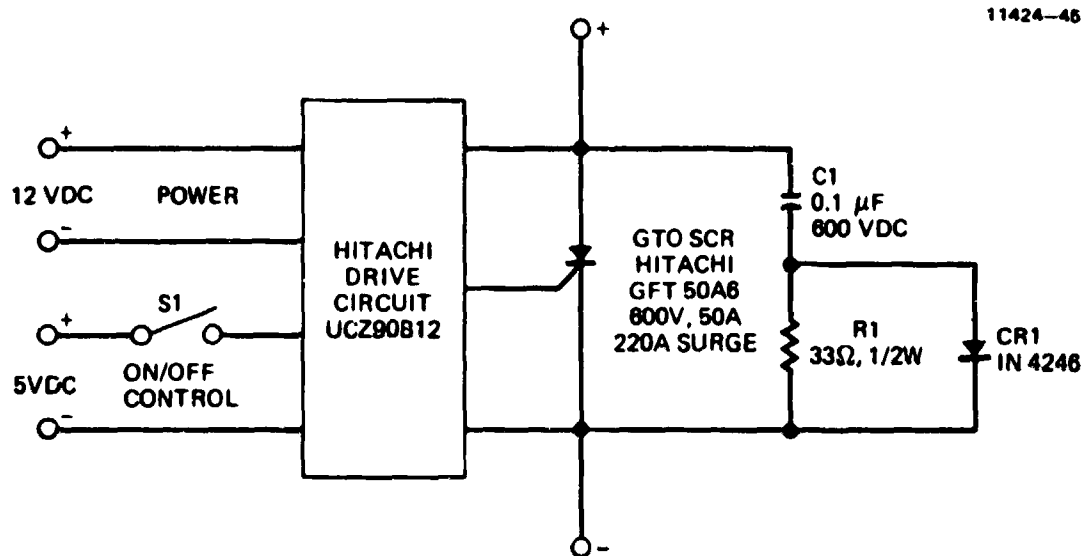 11424-45
+
+
12 VDC
POWER
-
HITACHI
DRIVE
CIRCUIT
UCZ90B12
S1
+
5VDC
ON/OFF
CONTROL
-
GTO SCR
HITACHI
GFT 50A6
600V, 50A
220A SURGE
C1
0.1 μF
600 VDC
R1
33Ω, 1/2W
CR1
IN 4246
-